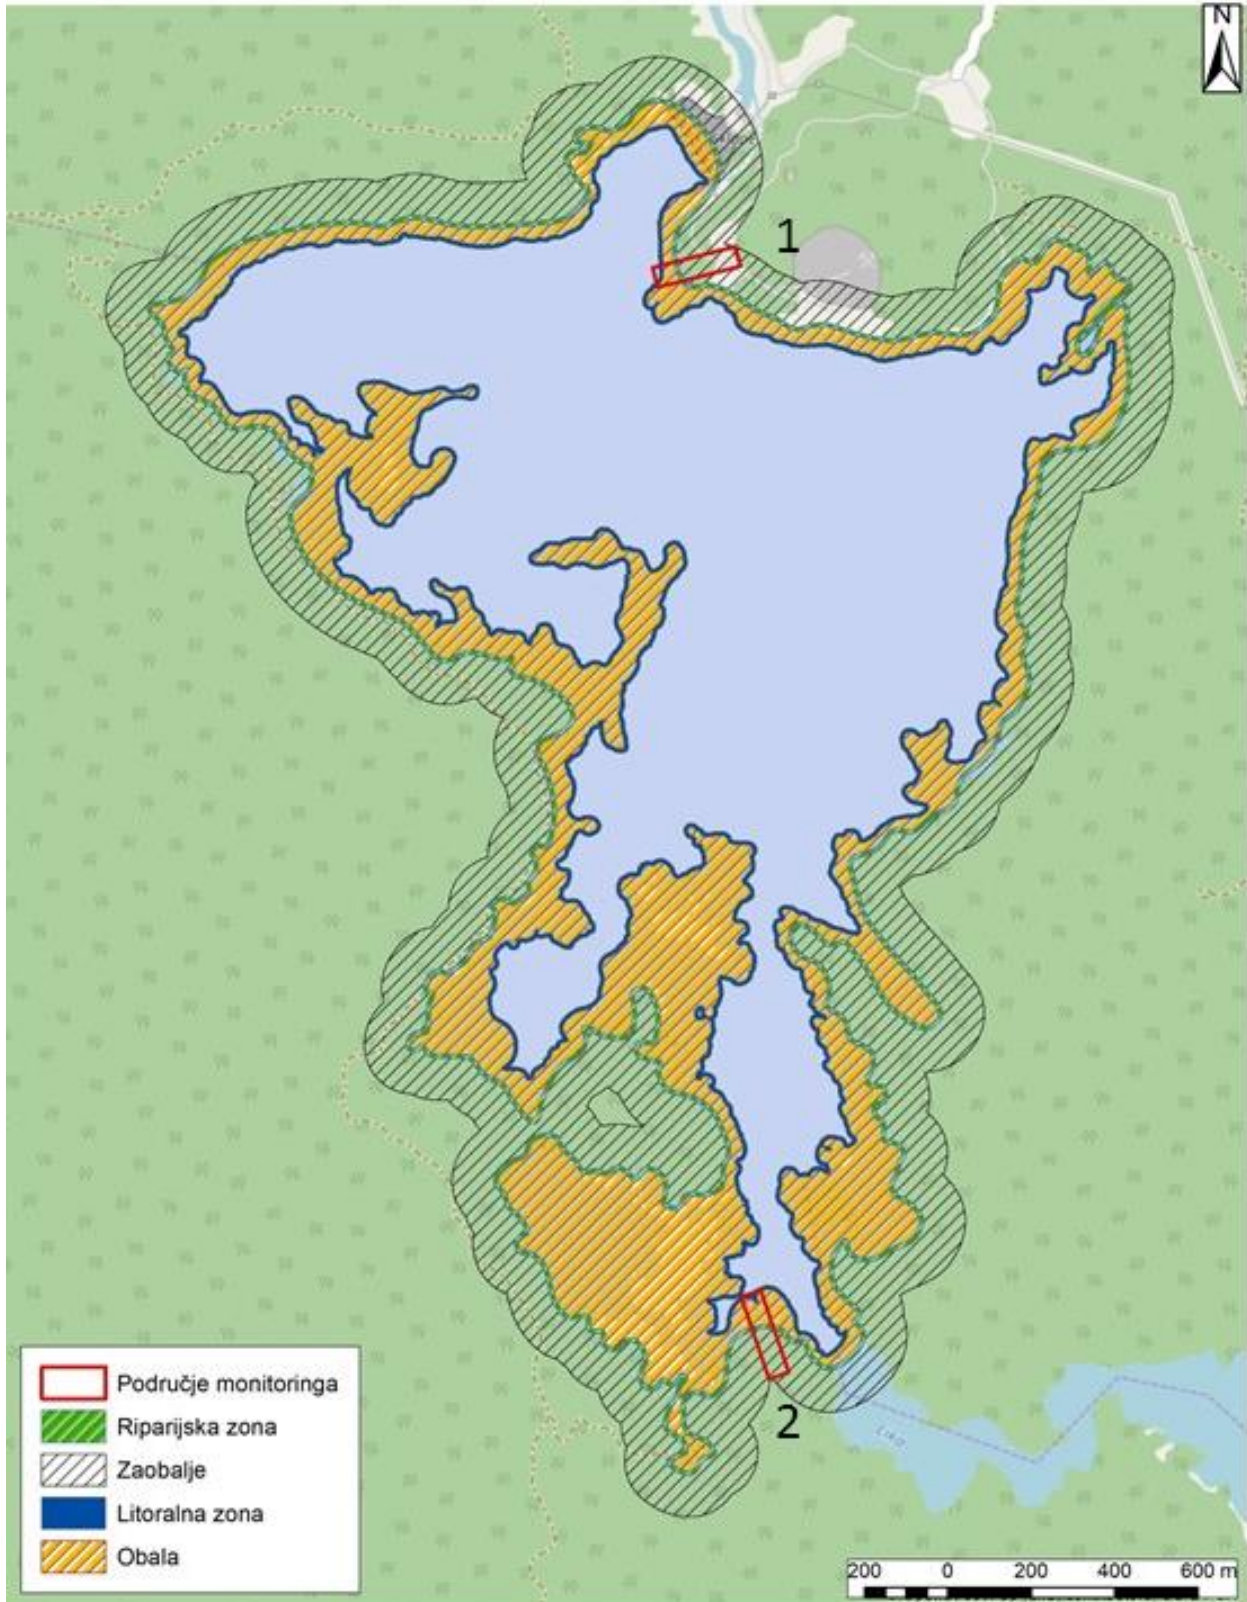 N
1
2
Područje monitoringa
Riparijska zona
Zaobalje
Litoralna zona
Obala
200 0 200 400 600 m